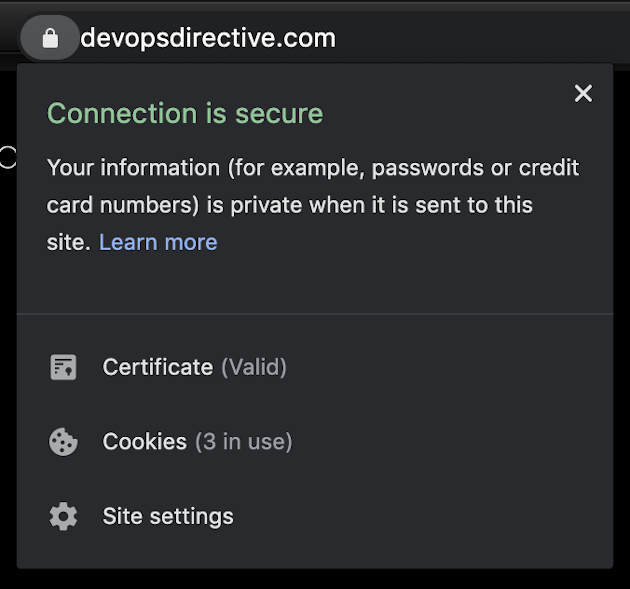 devopsdirective.com
Connection is secure
Your information (for example, passwords or credit
card numbers) is private when it is sent to this
site. Learn more
Certificate (Valid)
Cookies (3 in use)
Site settings